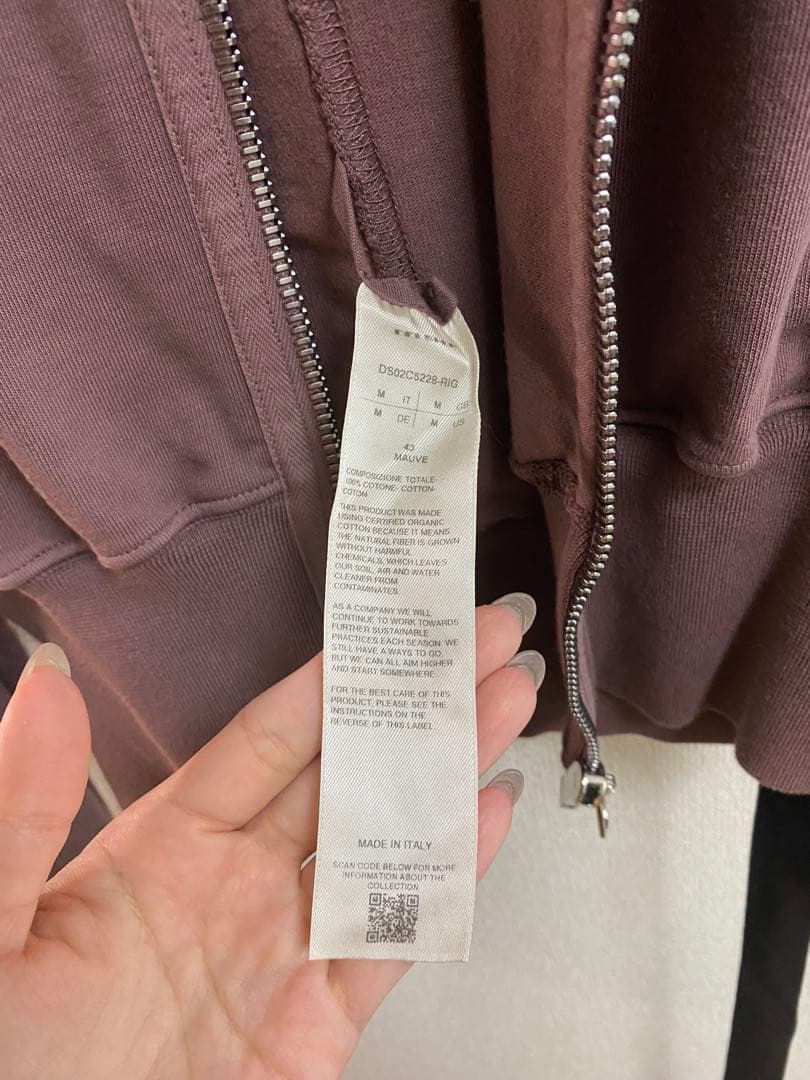 DS02C5228-RIG
M IT M GB
M DE M US
43
MAUVE
COMPOSIZIONE TOTALE-
100% COTONE- COTTON-
COTON
THIS PRODUCT WAS MADE
USING CERTIFIED ORGANIC
COTTON BECAUSE IT MEANS
THE NATURAL FIBER IS GROWN
WITHOUT HARMFUL
CHEMICALS, WHICH LEAVES
OUR SOIL, AIR AND WATER
CLEANER FROM
CONTAMINATES.
AS A COMPANY WE WILL
CONTINUE TO WORK TOWARDS
FURTHER SUSTAINABLE
PRACTICES EACH SEASON. WE
STILL HAVE A WAYS TO GO,
BUT WE CAN ALL AIM HIGHER
AND START SOMEWHERE.
FOR THE BEST CARE OF THIS
PRODUCT, PLEASE SEE THE
INSTRUCTIONS ON THE
REVERSE OF THIS LABEL.
MADE IN ITALY
SCAN CODE BELOW FOR MORE
INFORMATION ABOUT THE
COLLECTION